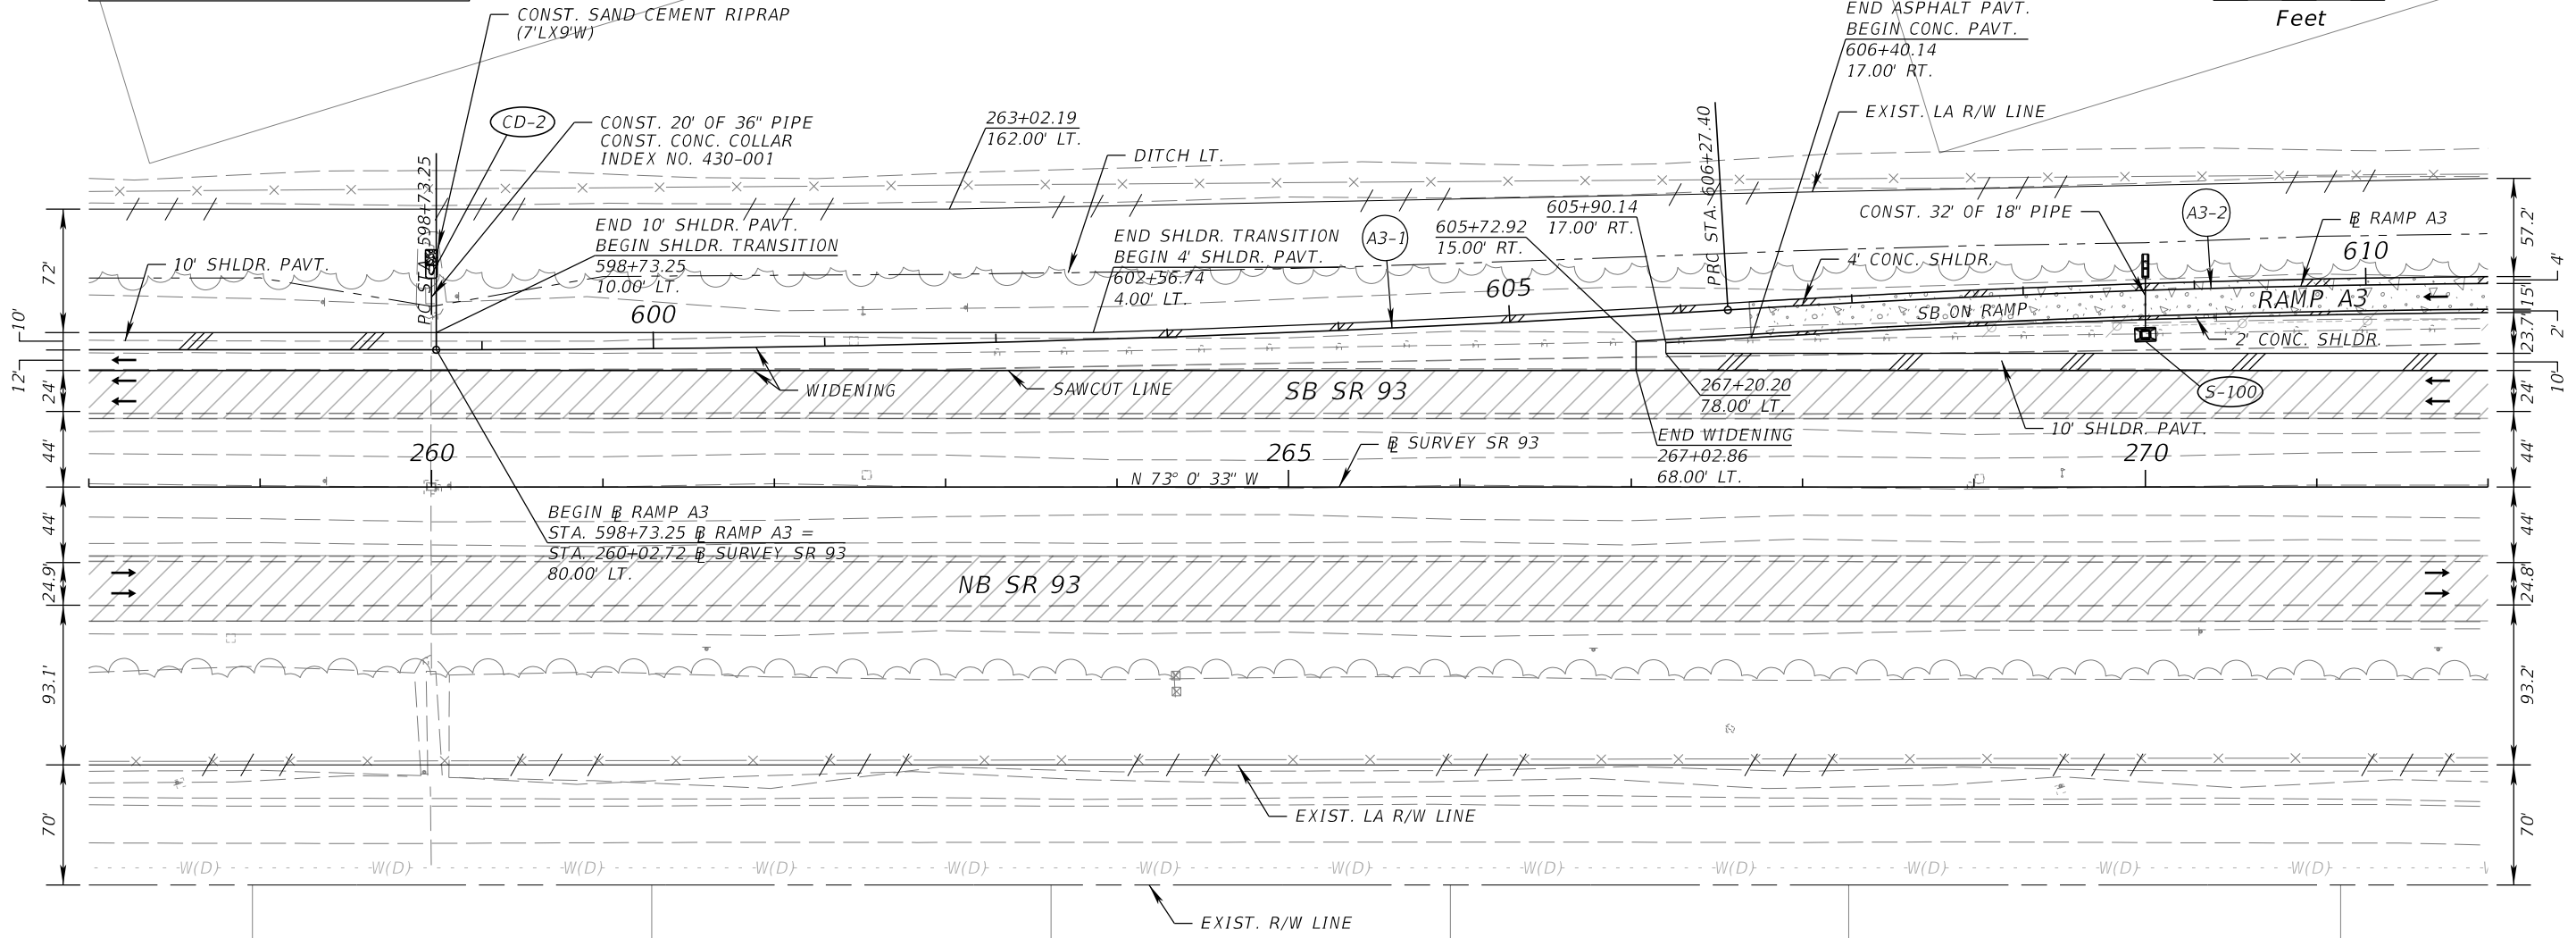 CONST. SAND CEMENT RIPRAP
(7'LX9'W)
END ASPHALT PAVT.
BEGIN CONC. PAVT.
606+40.14
17.00' RT.
Feet
CD-2
CONST. 20' OF 36" PIPE
CONST. CONC. COLLAR
INDEX NO. 430-001
263+02.19
162.00' LT.
DITCH LT.
EXIST. LA R/W LINE
PC STA. 598+73.25
PRC STA. 606+27.40
END 10' SHLDR. PAVT.
BEGIN SHLDR. TRANSITION
598+73.25
10.00' LT.
10' SHLDR. PAVT.
END SHLDR. TRANSITION
BEGIN 4' SHLDR. PAVT.
602+56.74
4.00' LT.
A3-1
605+72.92
15.00' RT.
605+90.14
17.00' RT.
CONST. 32' OF 18" PIPE
A3-2
BL RAMP A3
4' CONC. SHLDR.
600
605
610
RAMP A3
SB ON RAMP
2' CONC. SHLDR.
WIDENING
SAWCUT LINE
SB SR 93
267+20.20
78.00' LT.
S-100
10' SHLDR. PAVT.
END WIDENING
267+02.86
68.00' LT.
BL SURVEY SR 93
260
265
270
N 73° 0' 33" W
BEGIN BL RAMP A3
STA. 598+73.25 BL RAMP A3 =
STA. 260+02.72 BL SURVEY SR 93
80.00' LT.
NB SR 93
EXIST. LA R/W LINE
W(D) W(D) W(D) W(D) W(D) W(D) W(D) W(D) W(D) W(D) W(D) W(D)
EXIST. R/W LINE
72'
10'
12'
24'
44'
44'
24.9'
93.1'
70'
57.2'
4'
15'
2'
23.7'
10'
24'
44'
44'
24.8'
93.2'
70'